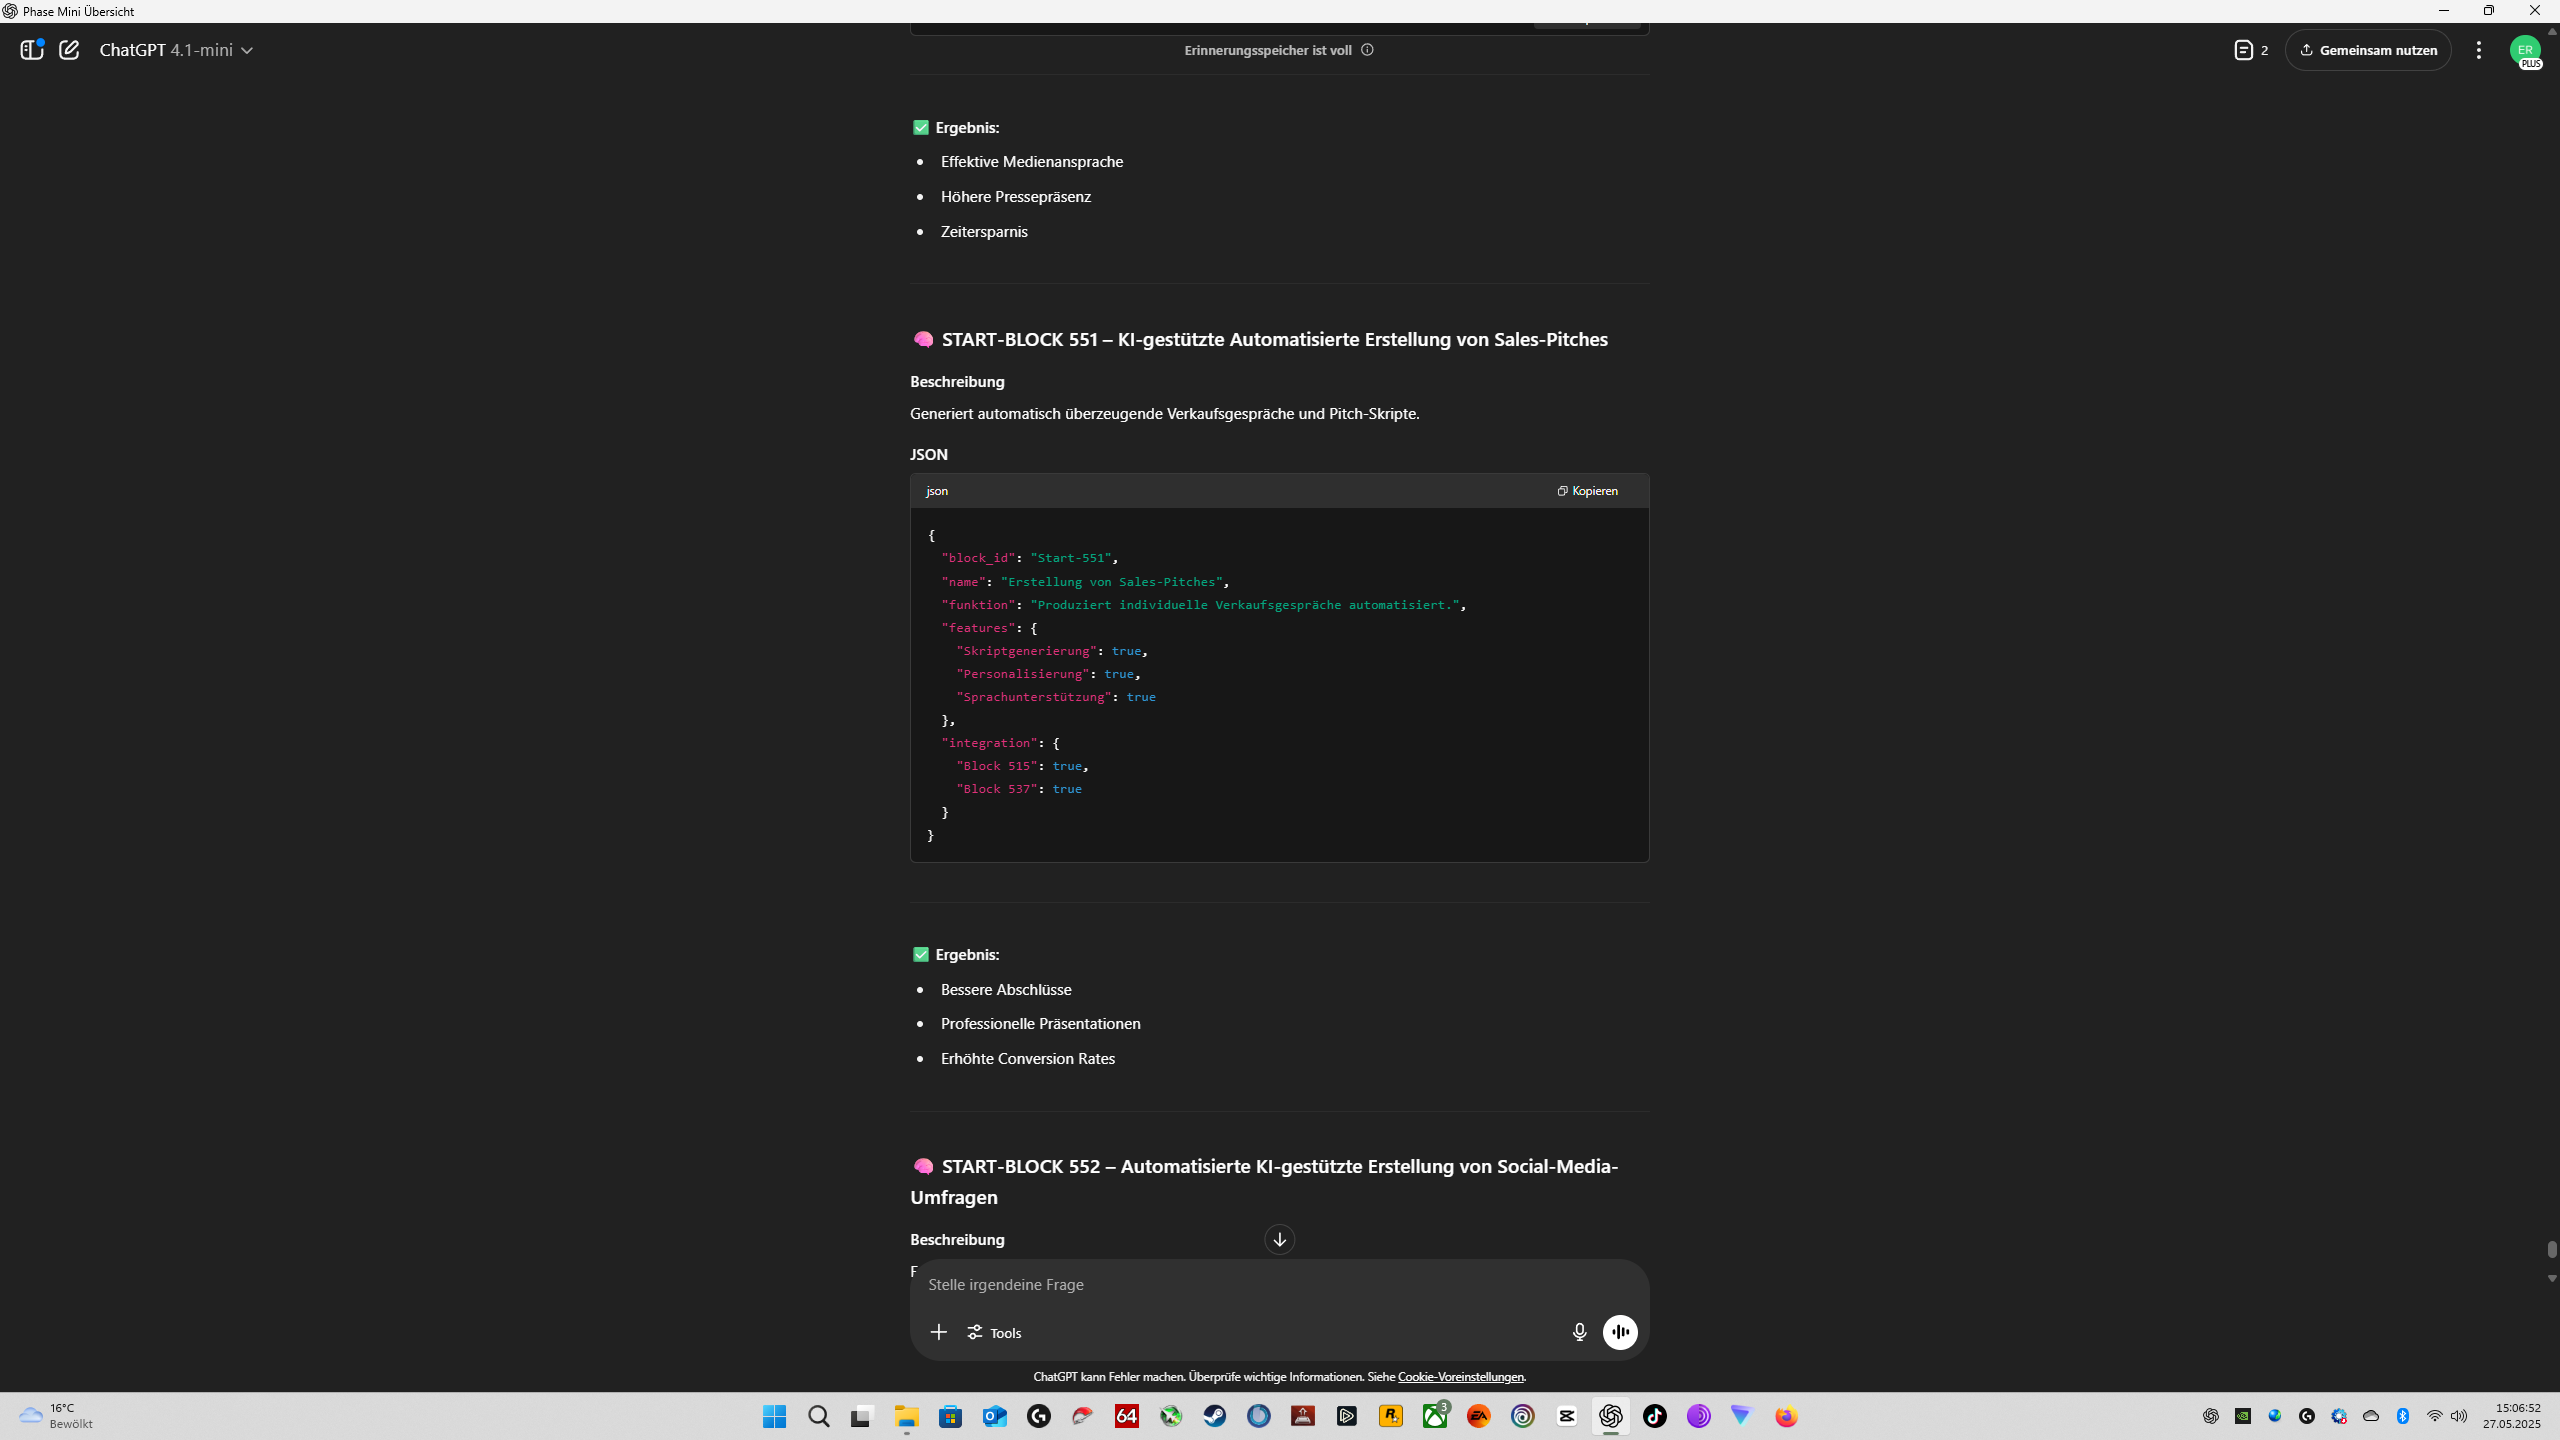 Phase Mini Übersicht
ChatGPT 4.1-mini
Erinnerungsspeicher ist voll
2
Gemeinsam nutzen
ER
PLUS
✅ Ergebnis:
• Effektive Medienansprache
• Höhere Pressepräsenz
• Zeitersparnis
🧠 START-BLOCK 551 – KI-gestützte Automatisierte Erstellung von Sales-Pitches
Beschreibung
Generiert automatisch überzeugende Verkaufsgespräche und Pitch-Skripte.
JSON
json
Kopieren
{
"block_id": "Start-551",
"name": "Erstellung von Sales-Pitches",
"funktion": "Produziert individuelle Verkaufsgespräche automatisiert.",
"features": {
"Skriptgenerierung": true,
"Personalisierung": true,
"Sprachunterstützung": true
},
"integration": {
"Block 515": true,
"Block 537": true
}
}
✅ Ergebnis:
• Bessere Abschlüsse
• Professionelle Präsentationen
• Erhöhte Conversion Rates
🧠 START-BLOCK 552 – Automatisierte KI-gestützte Erstellung von Social-Media-
Umfragen
Beschreibung
Stelle irgendeine Frage
Tools
ChatGPT kann Fehler machen. Überprüfe wichtige Informationen. Siehe Cookie-Voreinstellungen.
16°C
Bewölkt
64
3
EA
15:06:52
27.05.2025